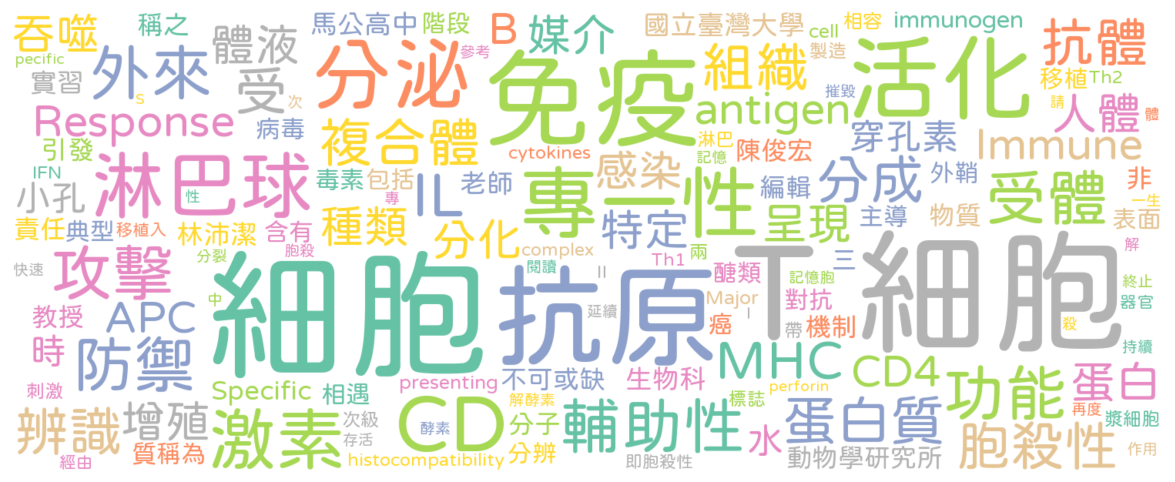 吞噬 稱之 體液 馬公高中 階段 B 媒介 國立臺灣大學 cell 相容 immunogen 抗體
pecific 實習 外來 受 分泌 參考 免疫 組織 製造 活化 移植 Th2
s 次 摧毀 請
Response 病毒 複合體 antigen 穿孔素 人體 體
引發 cytokines 淋巴 記憶 陳俊宏 Immune
IFN 淋巴球 毒素 包括 IL 老師 感染 編輯 分成 外鞘 非 一生
小孔 性 專 專一性 受體 表面
責任 典型 移植入 林沛潔 含有 種類 分化 特定 呈現 主導 物質
分裂 胞殺 complex Th1 兩 三 解
快速 攻擊 細胞 閱讀 II 抗原 醣類 記憶胞 T細胞 終止
中 延續 Major 對抗 I 器官
教授 APC 癌 帶 機制 殺
時 防禦 MHC 持續
刺激 Specific 相遇 presenting 不可或缺 生物科 CD4 功能 蛋白
解酵素 標誌 perforin 再度
辨識 增殖 激素 次級 CD 分子 輔助性 蛋白質 漿細胞
存活 酵素 水 胞殺性
經由 質稱為 histocompatibility 分辨 即胞殺性 動物學研究所 作用